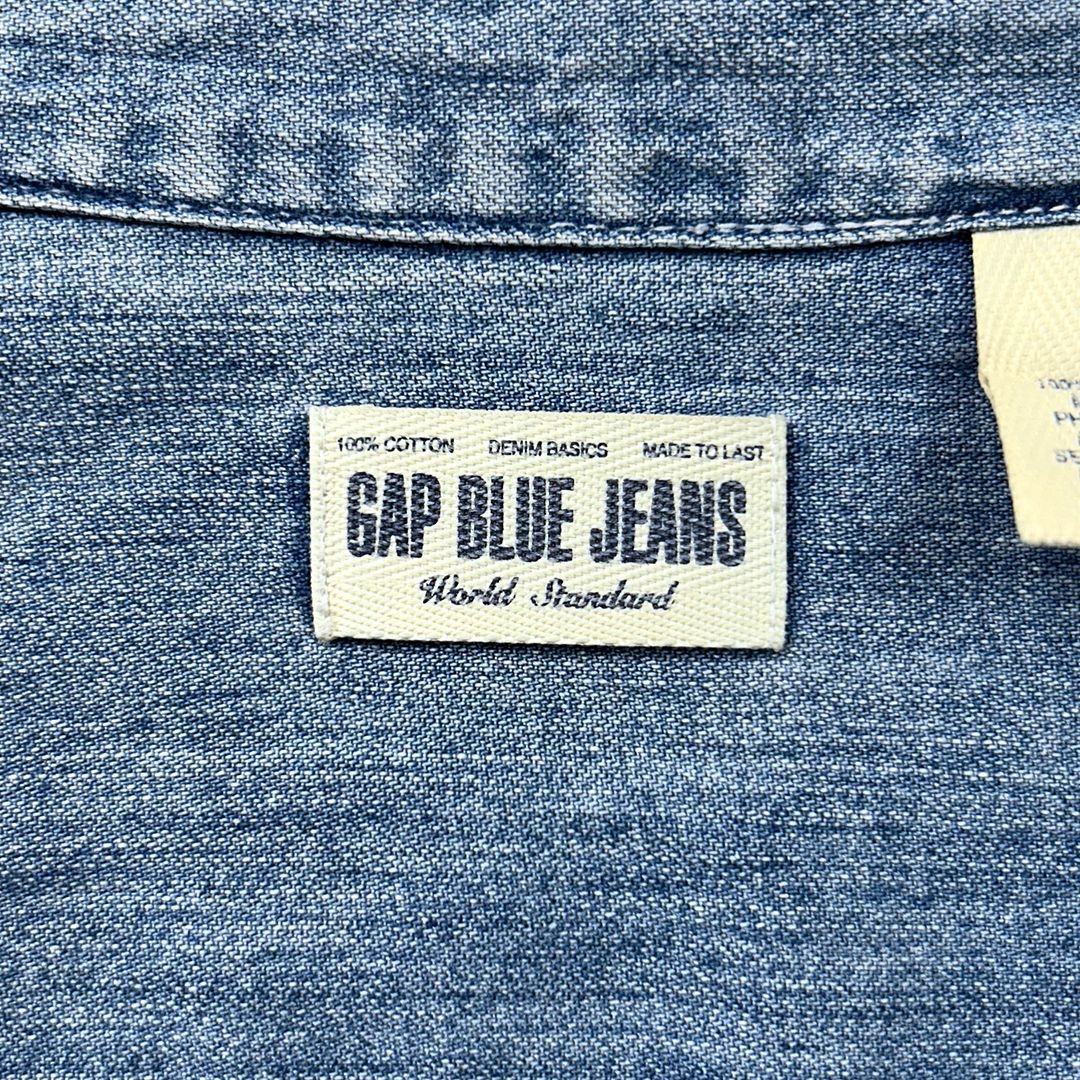 100% COTTON DENIM BASICS MADE TO LAST
GAP BLUE JEANS
World Standard